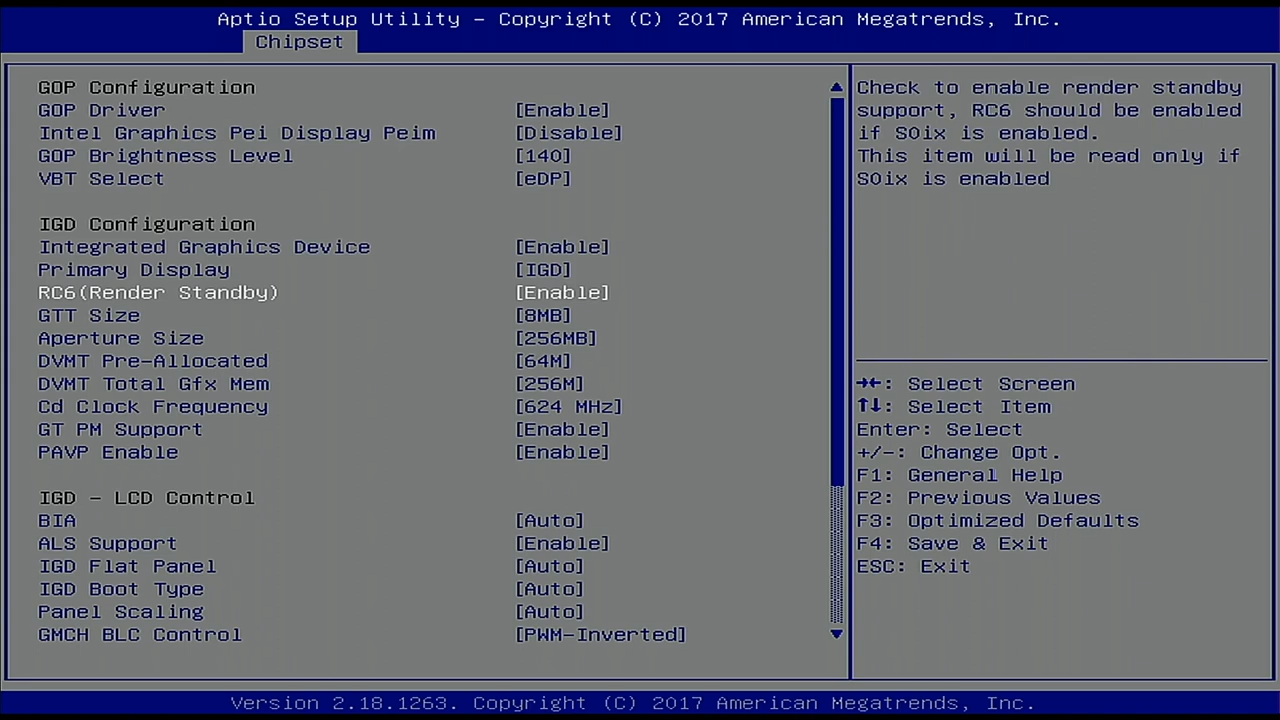 Aptio Setup Utility – Copyright (C) 2017 American Megatrends, Inc.
Chipset
GOP Configuration
GOP Driver [Enable]
Intel Graphics Pei Display Peim [Disable]
GOP Brightness Level [140]
VBT Select [eDP]
IGD Configuration
Integrated Graphics Device [Enable]
Primary Display [IGD]
RC6(Render Standby) [Enable]
GTT Size [8MB]
Aperture Size [256MB]
DVMT Pre-Allocated [64M]
DVMT Total Gfx Mem [256M]
Cd Clock Frequency [624 MHz]
GT PM Support [Enable]
PAVP Enable [Enable]
IGD - LCD Control
BIA [Auto]
ALS Support [Enable]
IGD Flat Panel [Auto]
IGD Boot Type [Auto]
Panel Scaling [Auto]
GMCH BLC Control [PWM-Inverted]
Check to enable render standby
support, RC6 should be enabled
if S0ix is enabled.
This item will be read only if
S0ix is enabled
→←: Select Screen
↑↓: Select Item
Enter: Select
+/-: Change Opt.
F1: General Help
F2: Previous Values
F3: Optimized Defaults
F4: Save & Exit
ESC: Exit
Version 2.18.1263. Copyright (C) 2017 American Megatrends, Inc.